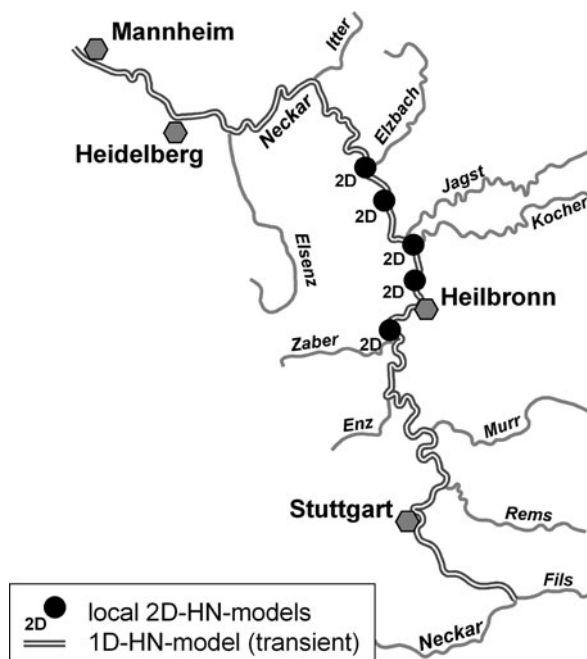 Mannheim
Itter
Heidelberg
Neckar
Elzbach
2D
2D
Jagst
Kocher
2D
Elsenz
2D
Heilbronn
Zaber
2D
Enz
Murr
Stuttgart
Rems
Fils
Neckar
2D local 2D-HN-models
1D-HN-model (transient)